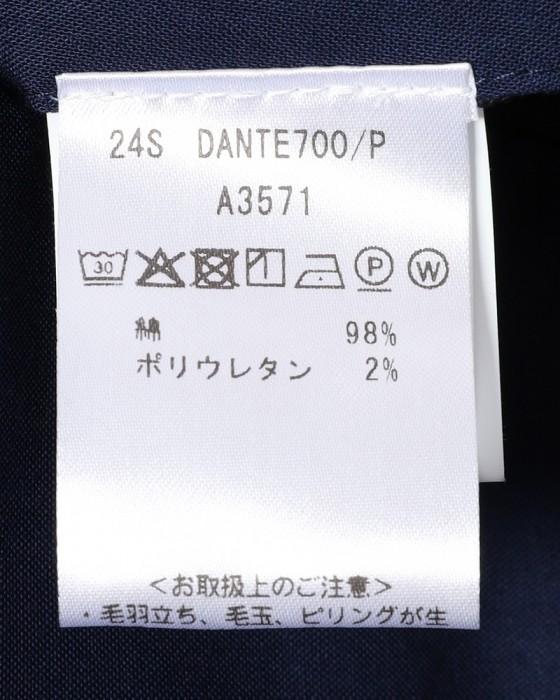 24S DANTE700/P
A3571
30 P W
綿 98%
ポリウレタン 2%
<お取扱上のご注意>
・毛羽立ち、毛玉、ピリングが生